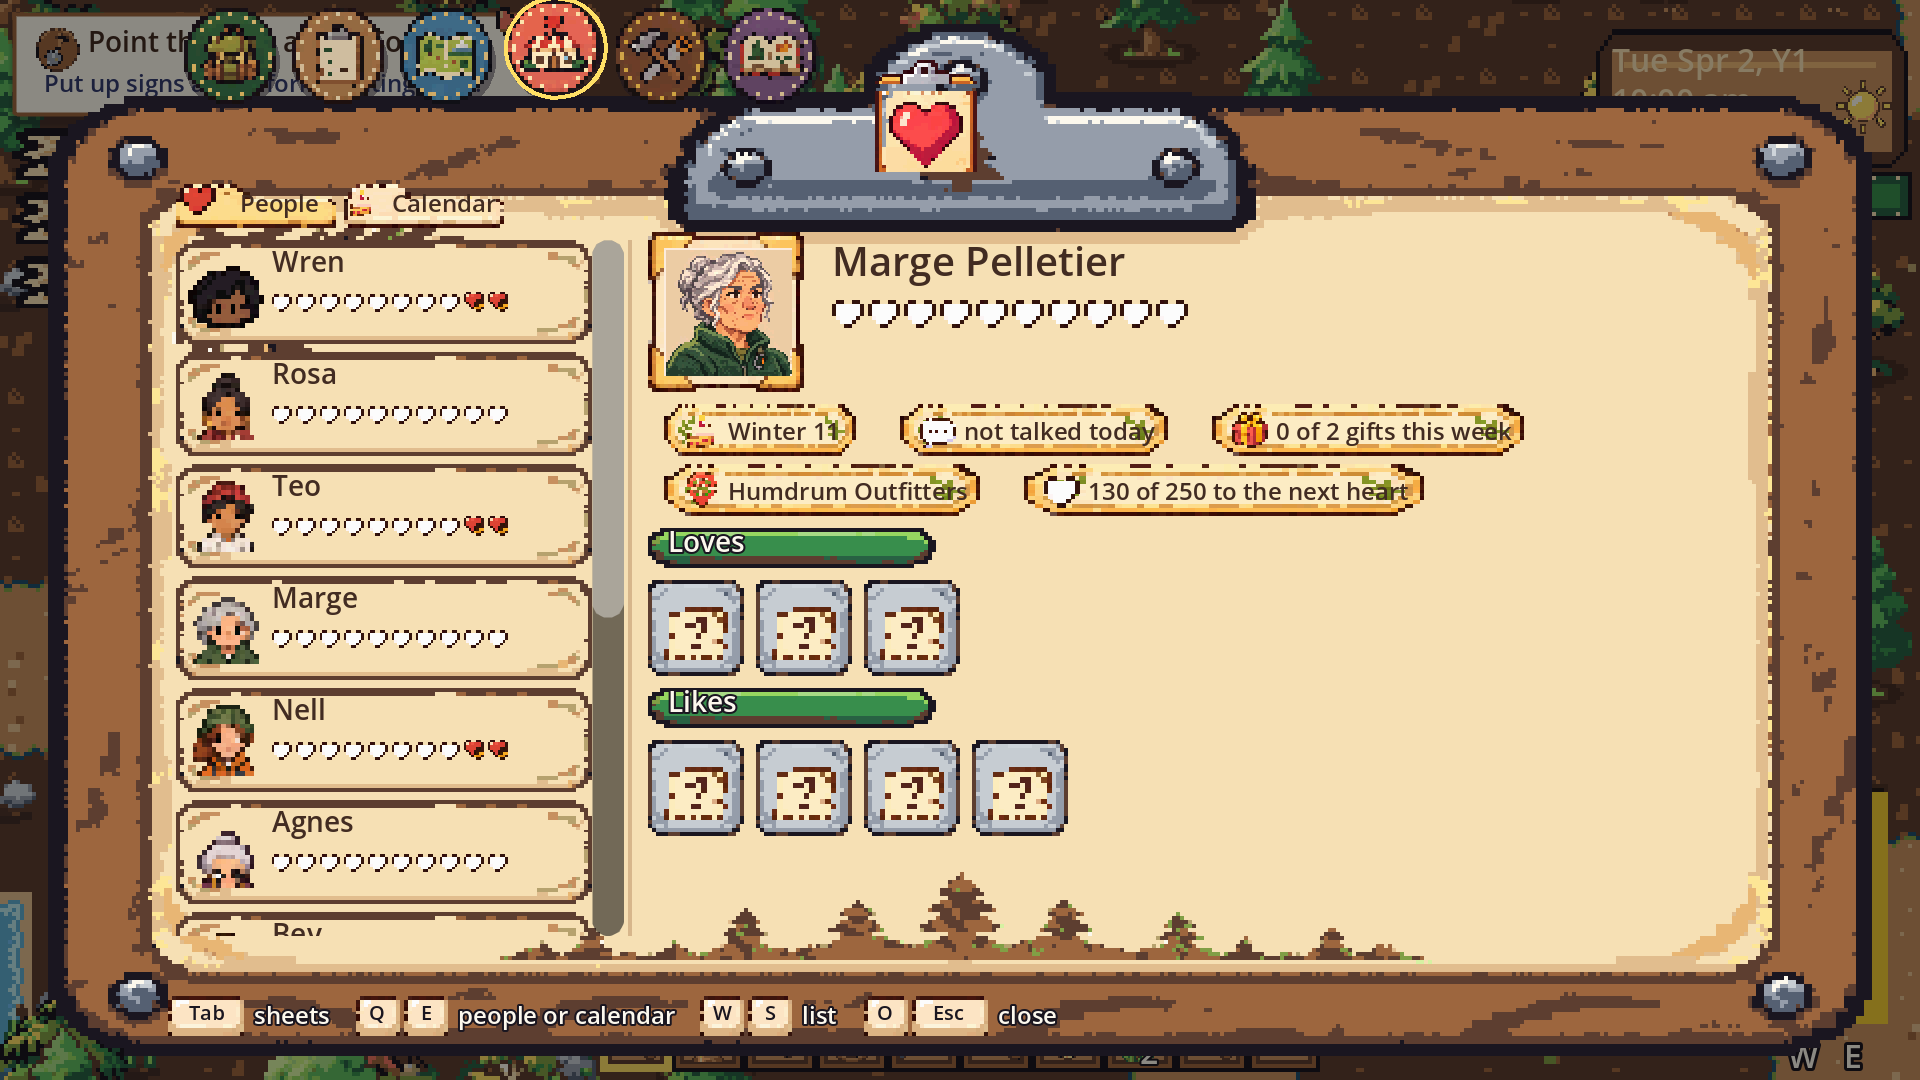 Point th
Put up signs
Tue Spr 2, Y1
People
Calendar
Wren
Rosa
Teo
Marge
Nell
Agnes
Bev
Marge Pelletier
Winter 11
not talked today
0 of 2 gifts this week
Humdrum Outfitters
130 of 250 to the next heart
Loves
? ? ?
Likes
? ? ? ?
Tab sheets Q E people or calendar W S list O Esc close
W E